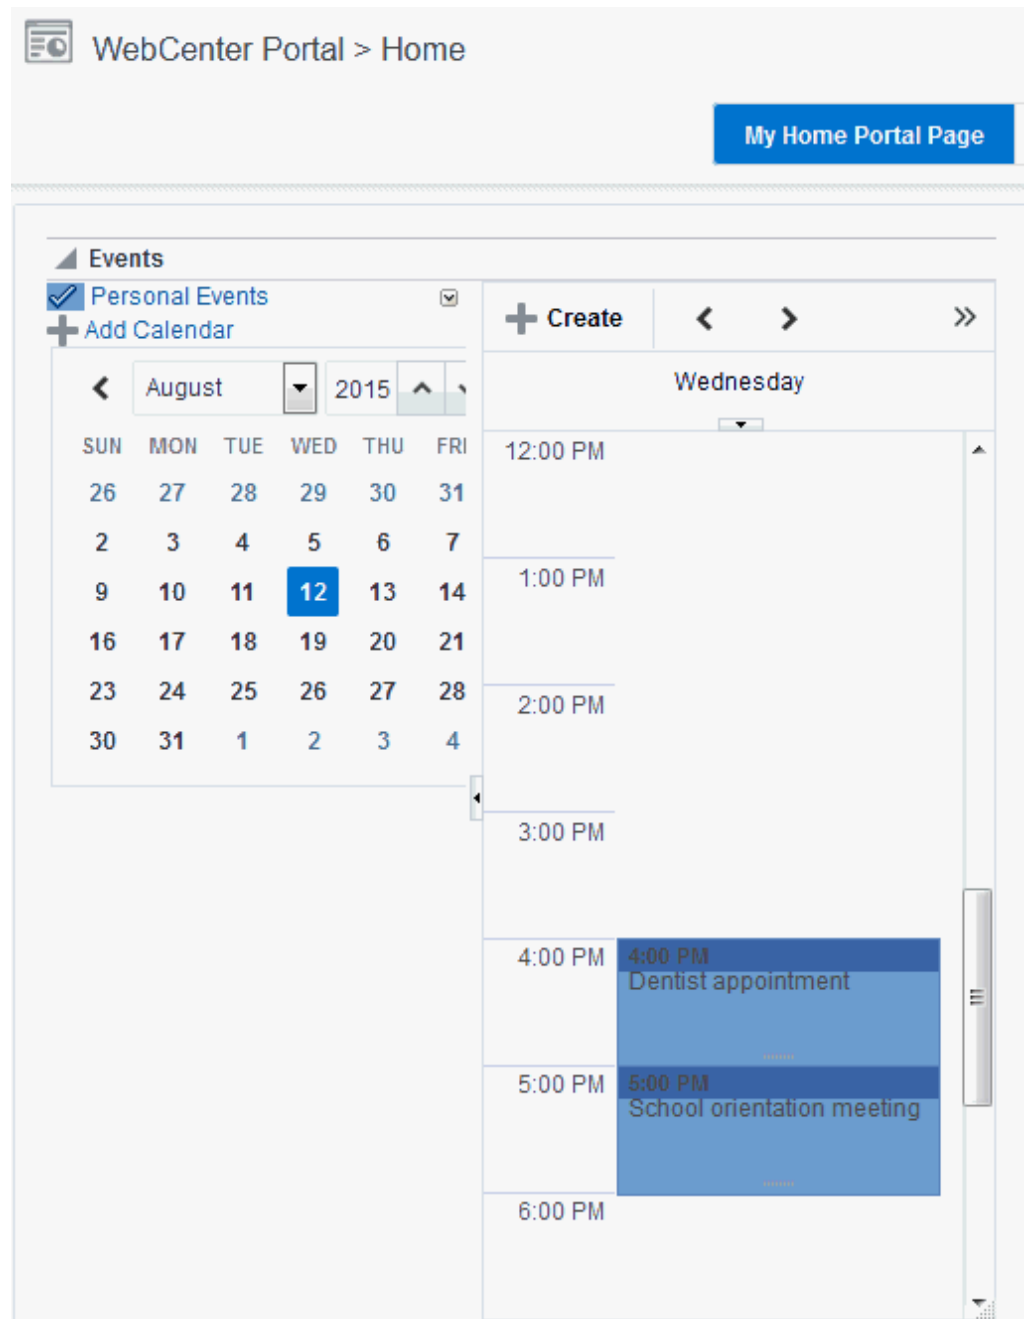 WebCenter Portal > Home
My Home Portal Page
Events
Personal Events
Add Calendar
August 2015
SUN MON TUE WED THU FRI
26 27 28 29 30 31
2 3 4 5 6 7
9 10 11 12 13 14
16 17 18 19 20 21
23 24 25 26 27 28
30 31 1 2 3 4
Create
Wednesday
12:00 PM
1:00 PM
2:00 PM
3:00 PM
4:00 PM
4:00 PM
Dentist appointment
5:00 PM
5:00 PM
School orientation meeting
6:00 PM